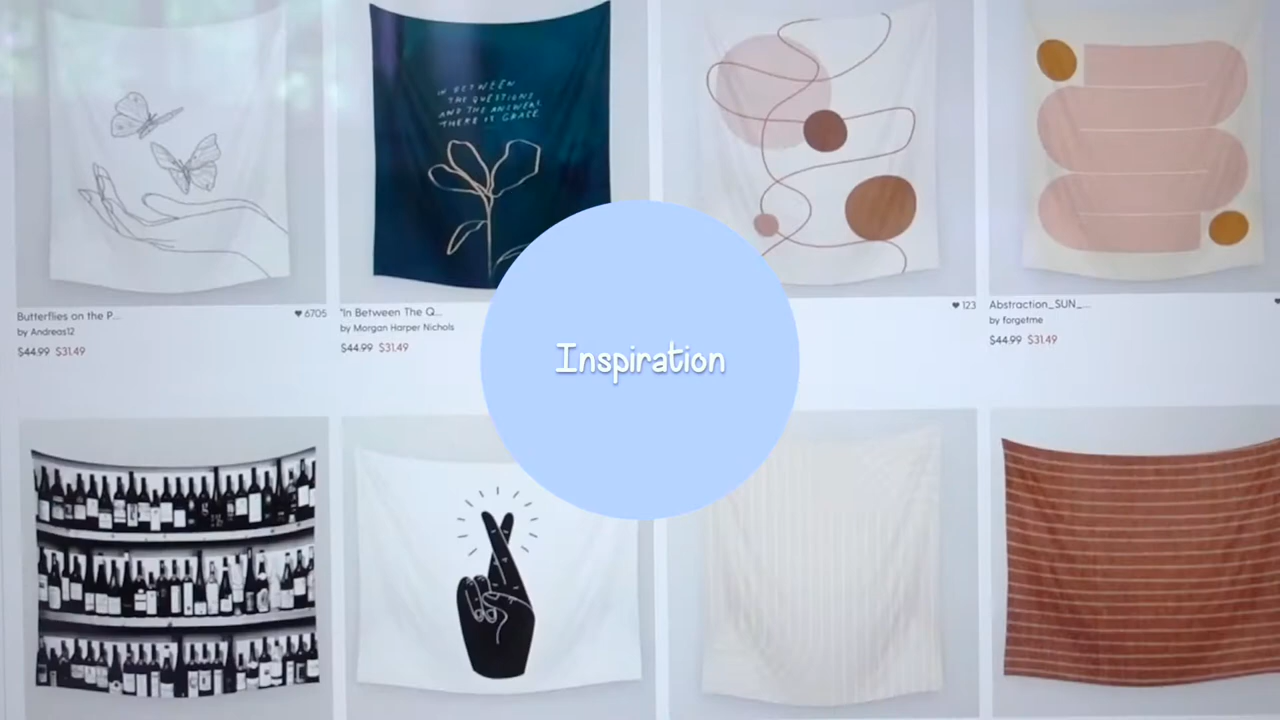 IN BETWEEN
THE QUESTIONS
AND THE ANSWERS,
THERE IS GRACE.
Butterflies on the P... ♥ 6705
by Andreas12
$44.99 $31.49
"In Between The Q...
by Morgan Harper Nichols
$44.99 $31.49
♥ 123
Abstraction_SUN_...
by forgetme
$44.99 $31.49
Inspiration